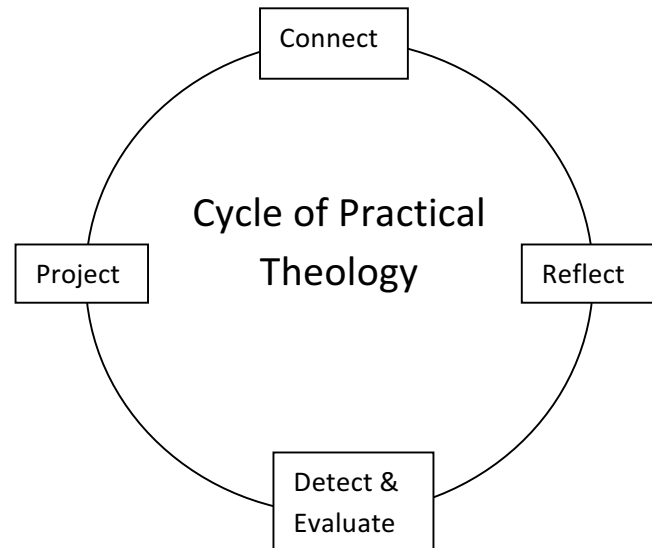 Connect
Cycle of Practical
Theology
Project
Reflect
Detect &
Evaluate